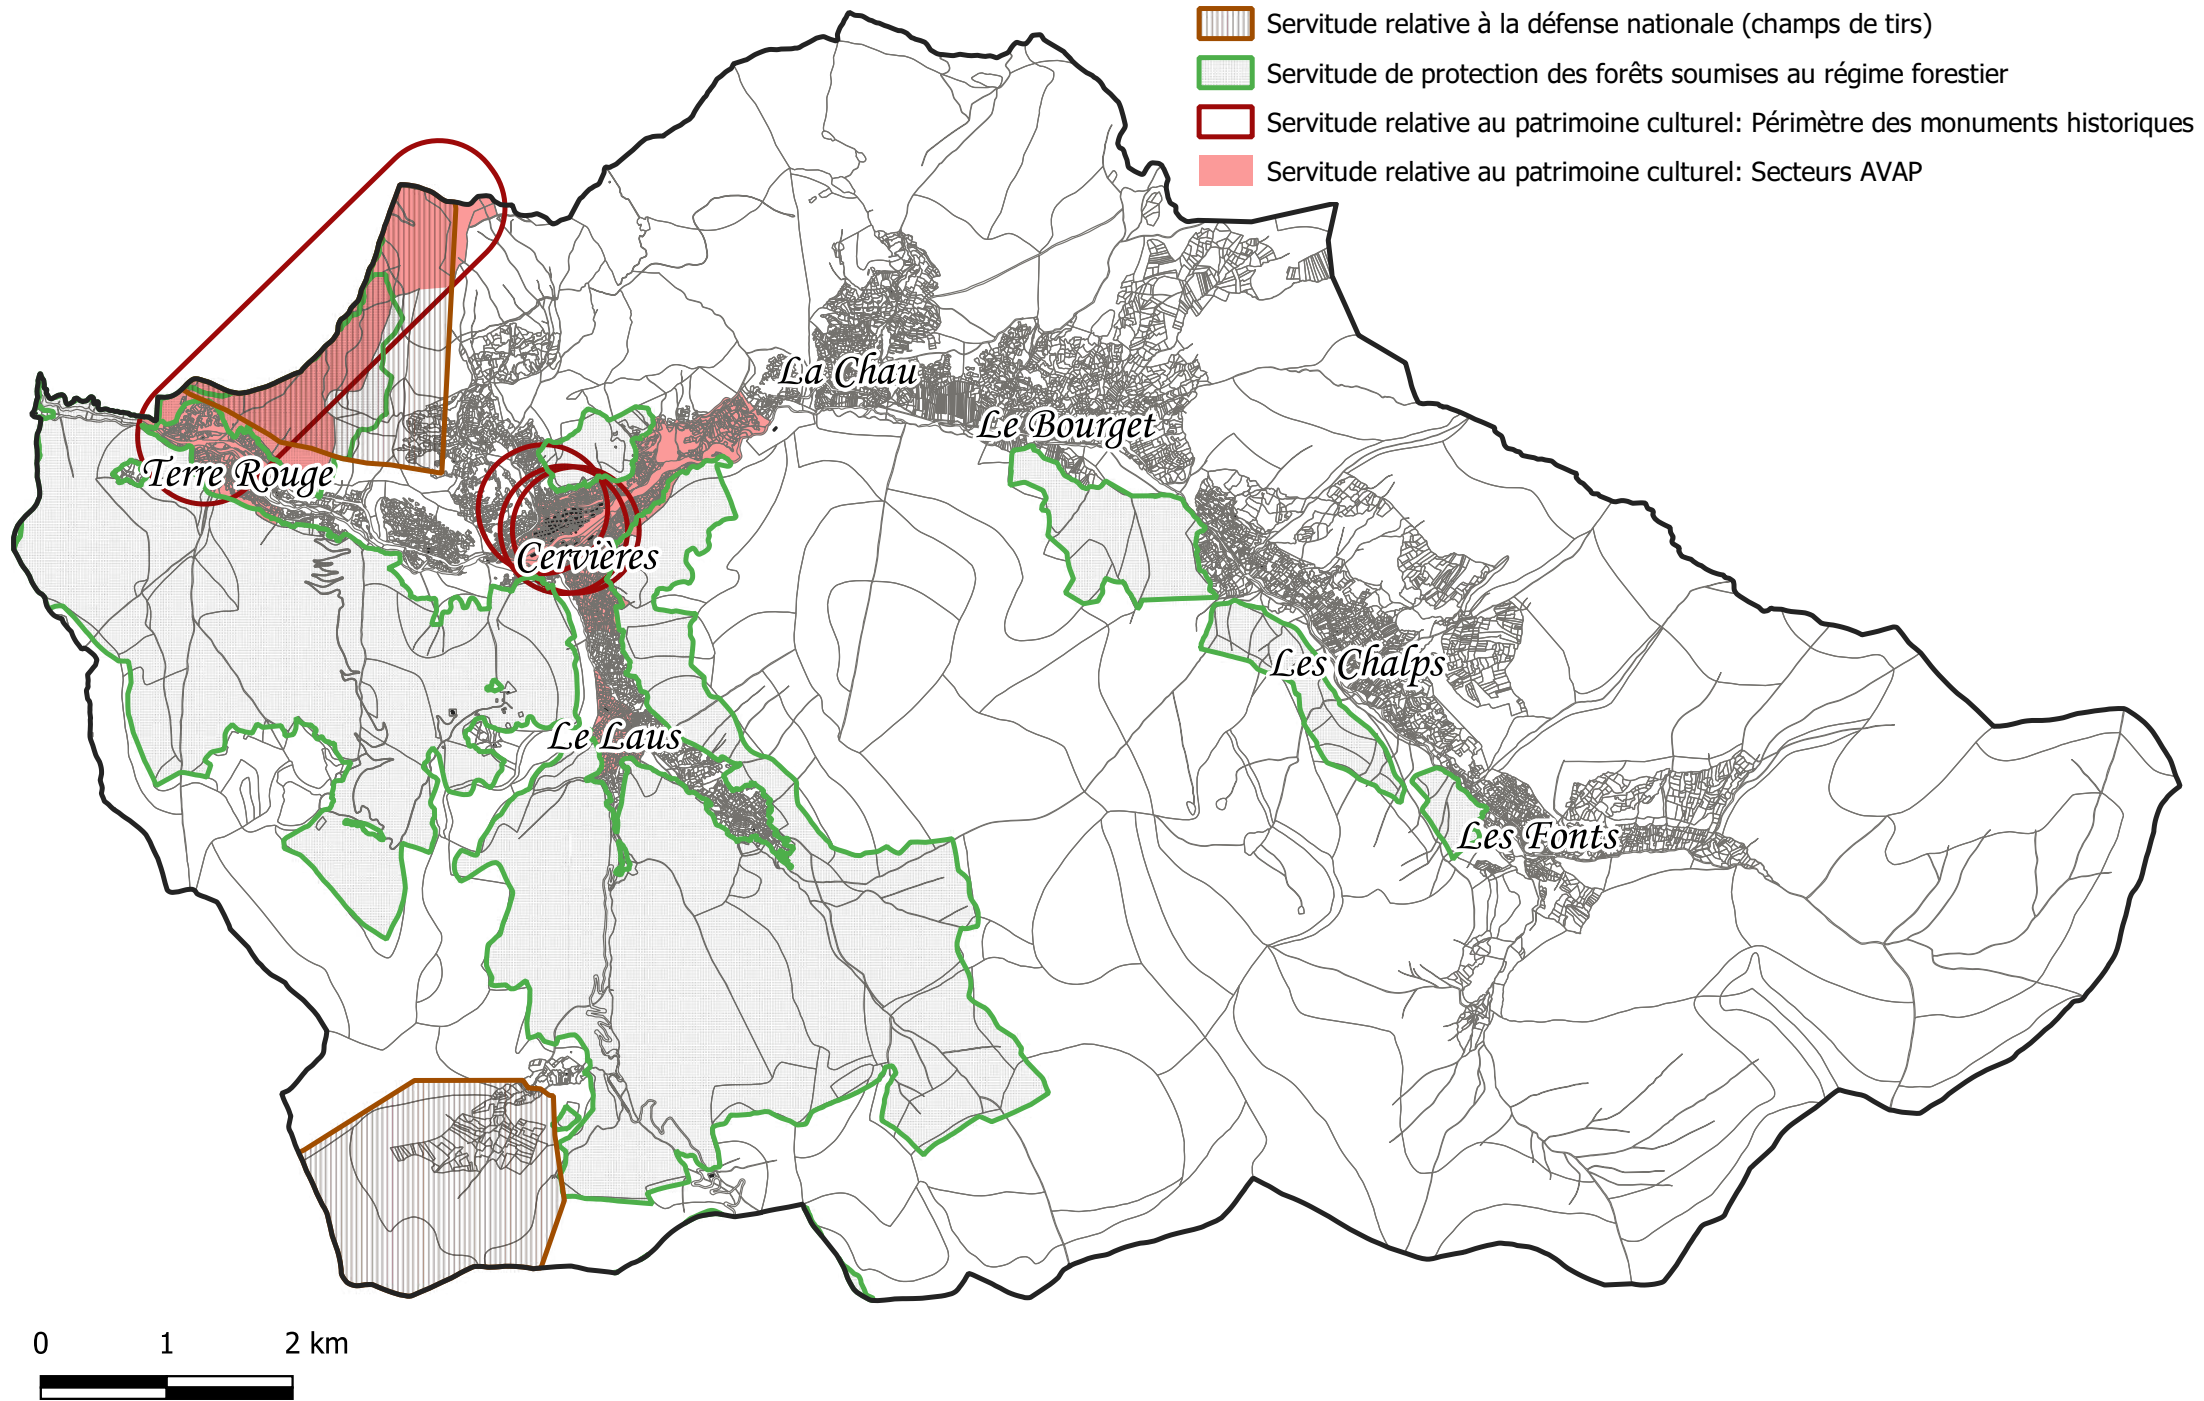 Servitude relative à la défense nationale (champs de tirs)
Servitude de protection des forêts soumises au régime forestier
Servitude relative au patrimoine culturel: Périmètre des monuments historiques
Servitude relative au patrimoine culturel: Secteurs AVAP
La Chau
Le Bourget
Terre Rouge
Cervières
Les Chalps
Le Laus
Les Fonts
0 1 2 km